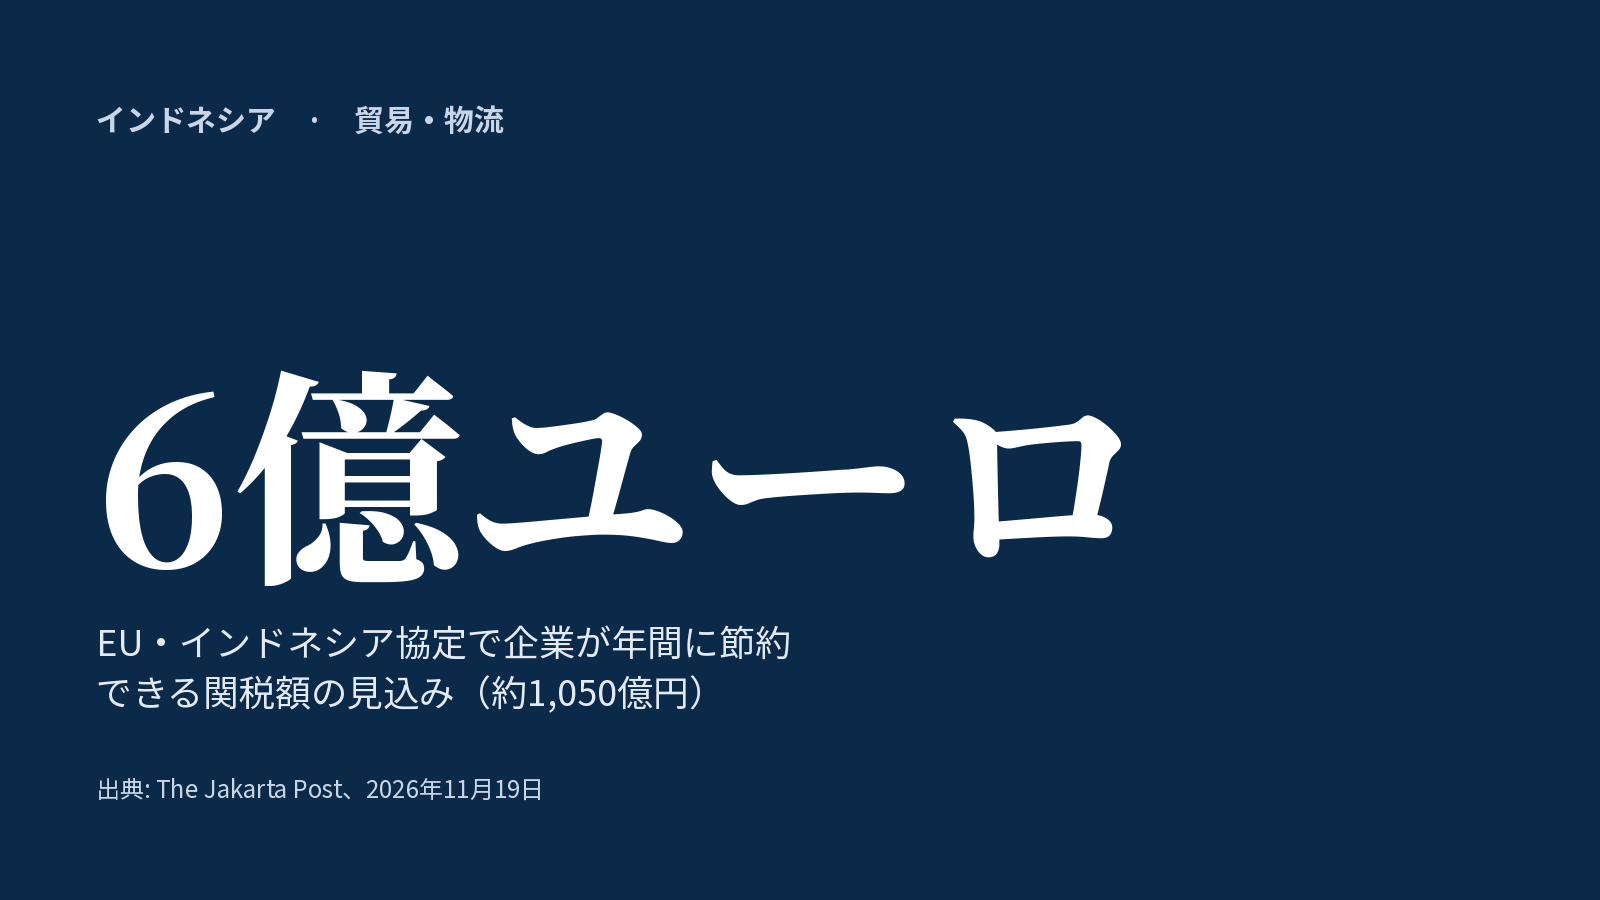 インドネシア · 貿易・物流
6億ユーロ
EU・インドネシア協定で企業が年間に節約
できる関税額の見込み（約1,050億円）
出典: The Jakarta Post、2026年11月19日